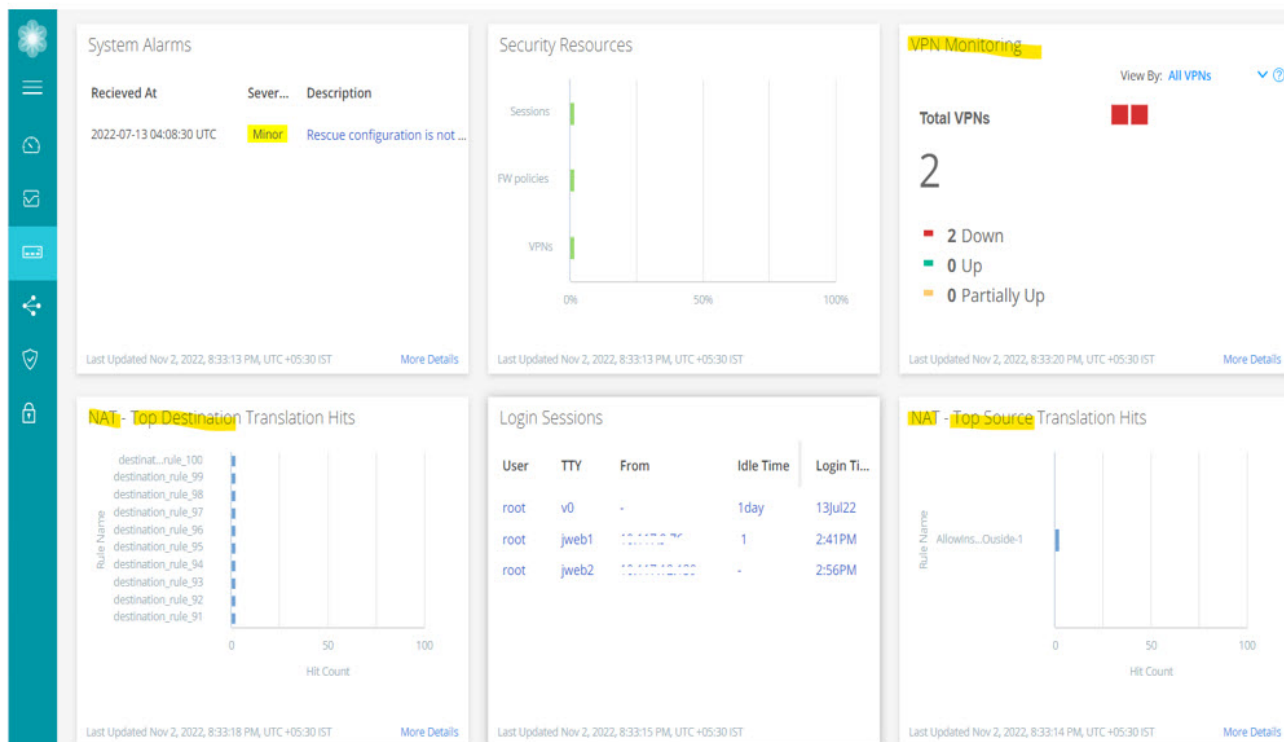 System Alarms
Recieved At Sever... Description
2022-07-13 04:08:30 UTC Minor Rescue configuration is not ...
Last Updated Nov 2, 2022, 8:33:13 PM, UTC +05:30 IST More Details
Security Resources
Sessions
FW policies
VPNs
0% 50% 100%
Last Updated Nov 2, 2022, 8:33:13 PM, UTC +05:30 IST
VPN Monitoring
View By: All VPNs
Total VPNs
2
2 Down
0 Up
0 Partially Up
Last Updated Nov 2, 2022, 8:33:20 PM, UTC +05:30 IST More Details
NAT - Top Destination Translation Hits
Rule Name
destinat...rule_100
destination_rule_99
destination_rule_98
destination_rule_97
destination_rule_96
destination_rule_95
destination_rule_94
destination_rule_93
destination_rule_92
destination_rule_91
0 50 100
Hit Count
Last Updated Nov 2, 2022, 8:33:18 PM, UTC +05:30 IST More Details
Login Sessions
User TTY From Idle Time Login Ti...
root v0 - 1day 13Jul22
root jweb1 1 2:41PM
root jweb2 - 2:56PM
Last Updated Nov 2, 2022, 8:33:15 PM, UTC +05:30 IST
NAT - Top Source Translation Hits
Rule Name
AllowIns...Ouside-1
0 50 100
Hit Count
Last Updated Nov 2, 2022, 8:33:14 PM, UTC +05:30 IST More Details